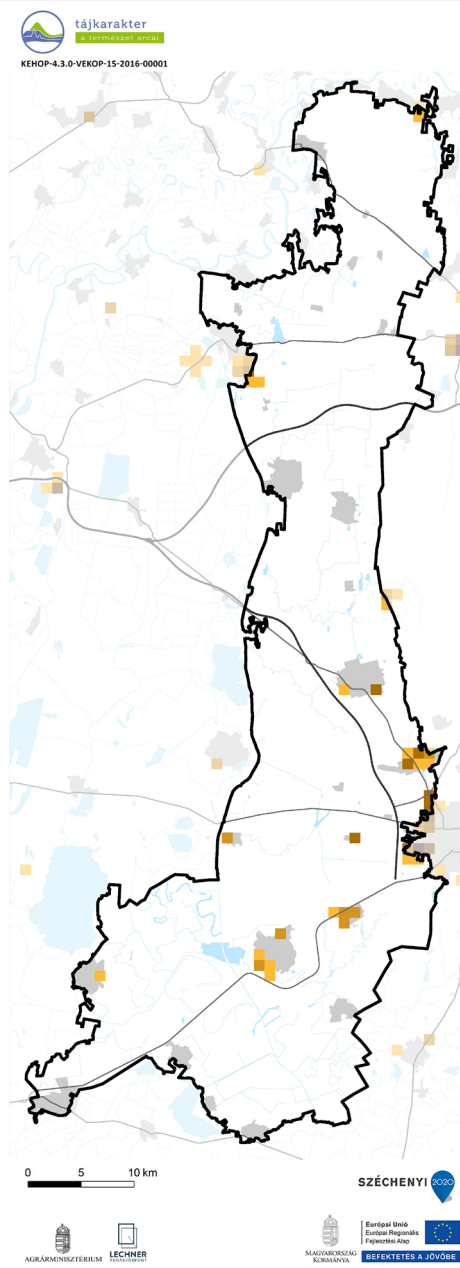 tájkarakter
a természet arcai
KEHOP-4.3.0-VEKOP-15-2016-00001
0 5 10 km
SZÉCHENYI 2020
AGRÁRMINISZTÉRIUM
LECHNER
TUDÁSKÖZPONT
MAGYARORSZÁG
KORMÁNYA
Európai Unió
Európai Regionális
Fejlesztési Alap
BEFEKTETÉS A JÖVŐBE